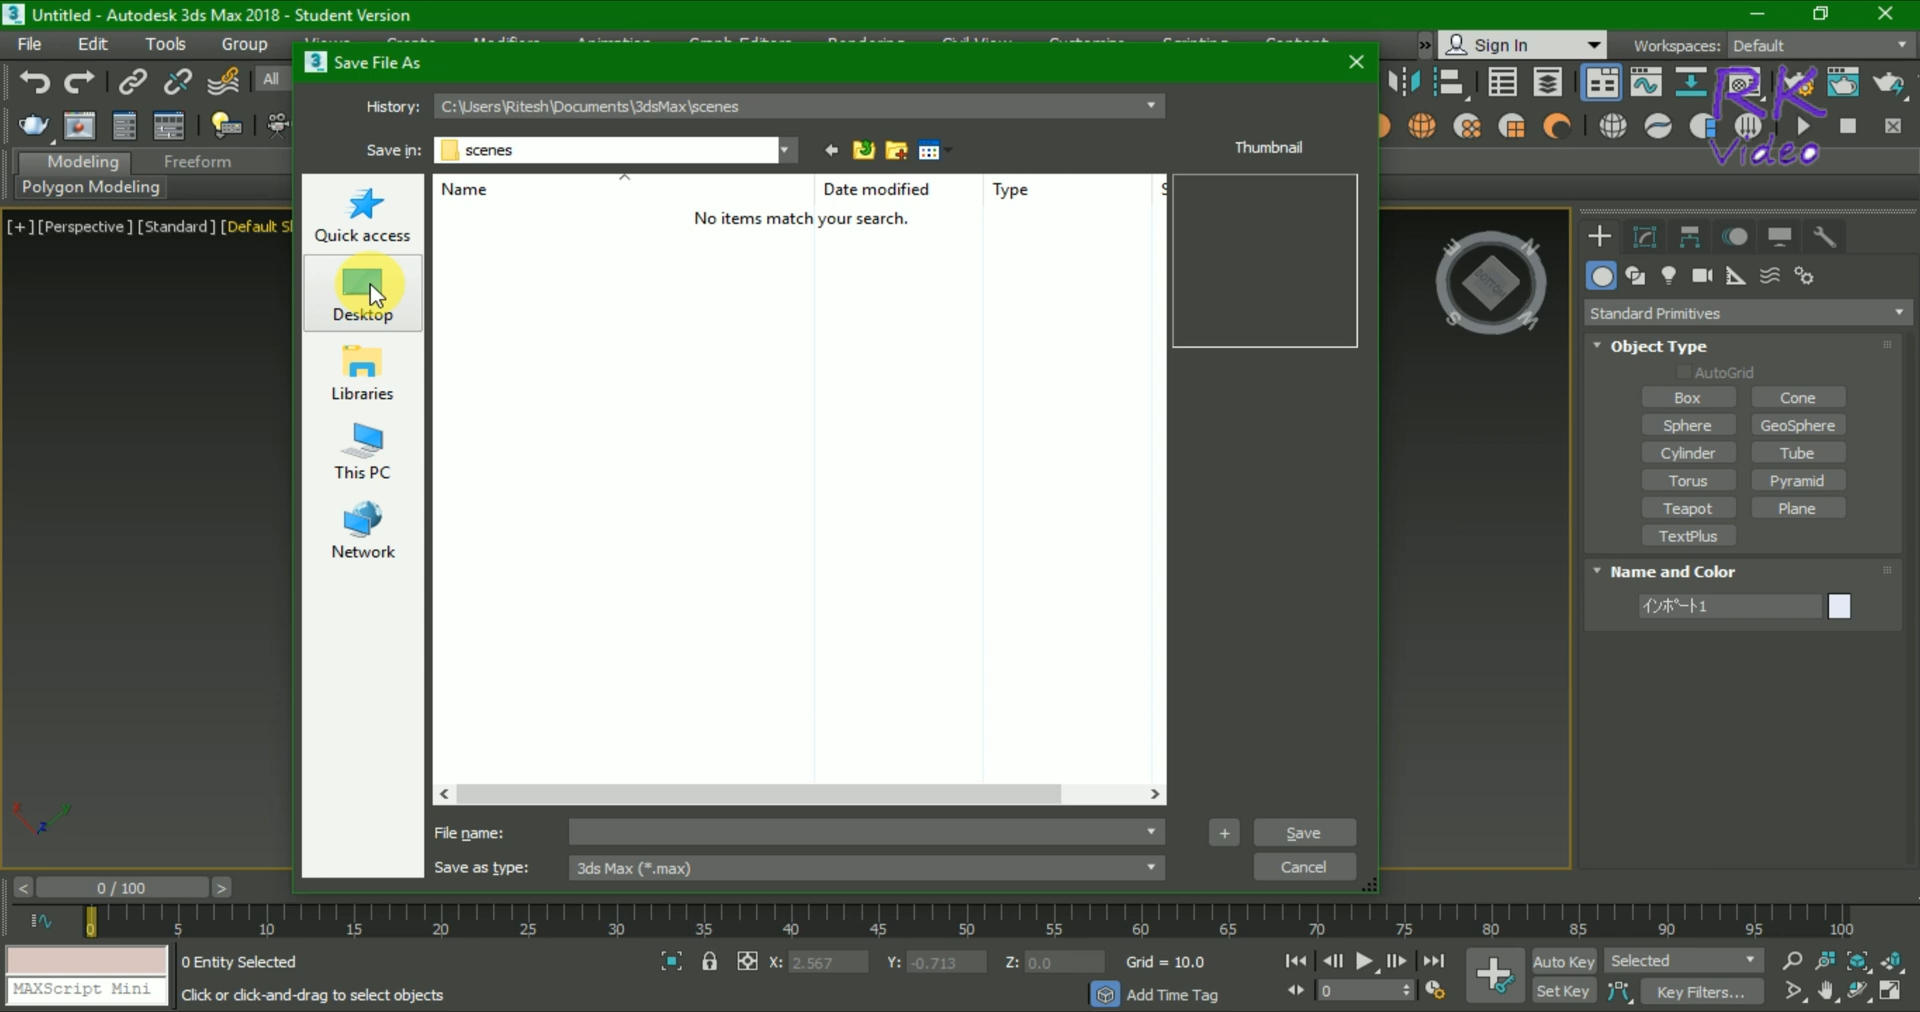 Untitled - Autodesk 3ds Max 2018 - Student Version
File Edit Tools Group
Sign In
Workspaces: Default
Save File As
All
RK
Video
History: C:\Users\Ritesh\Documents\3dsMax\scenes
Save in: scenes
Thumbnail
Modeling Freeform
Polygon Modeling
Name Date modified Type
No items match your search.
[+] [Perspective] [Standard] [Default
Quick access
Desktop
Libraries
This PC
Network
BOTTOM
Standard Primitives
Object Type
AutoGrid
Box Cone
Sphere GeoSphere
Cylinder Tube
Torus Pyramid
Teapot Plane
TextPlus
Name and Color
インポート1
File name:
Save
Save as type: 3ds Max (*.max)
Cancel
0 / 100
0 5 10 15 20 25 30 35 40 45 50 55 60 65 70 75 80 85 90 95 100
0 Entity Selected
X: 2.567 Y: -0.713 Z: 0.0 Grid = 10.0
Auto Key Selected
MAXScript Mini
Click or click-and-drag to select objects
Add Time Tag
0
Set Key Key Filters...